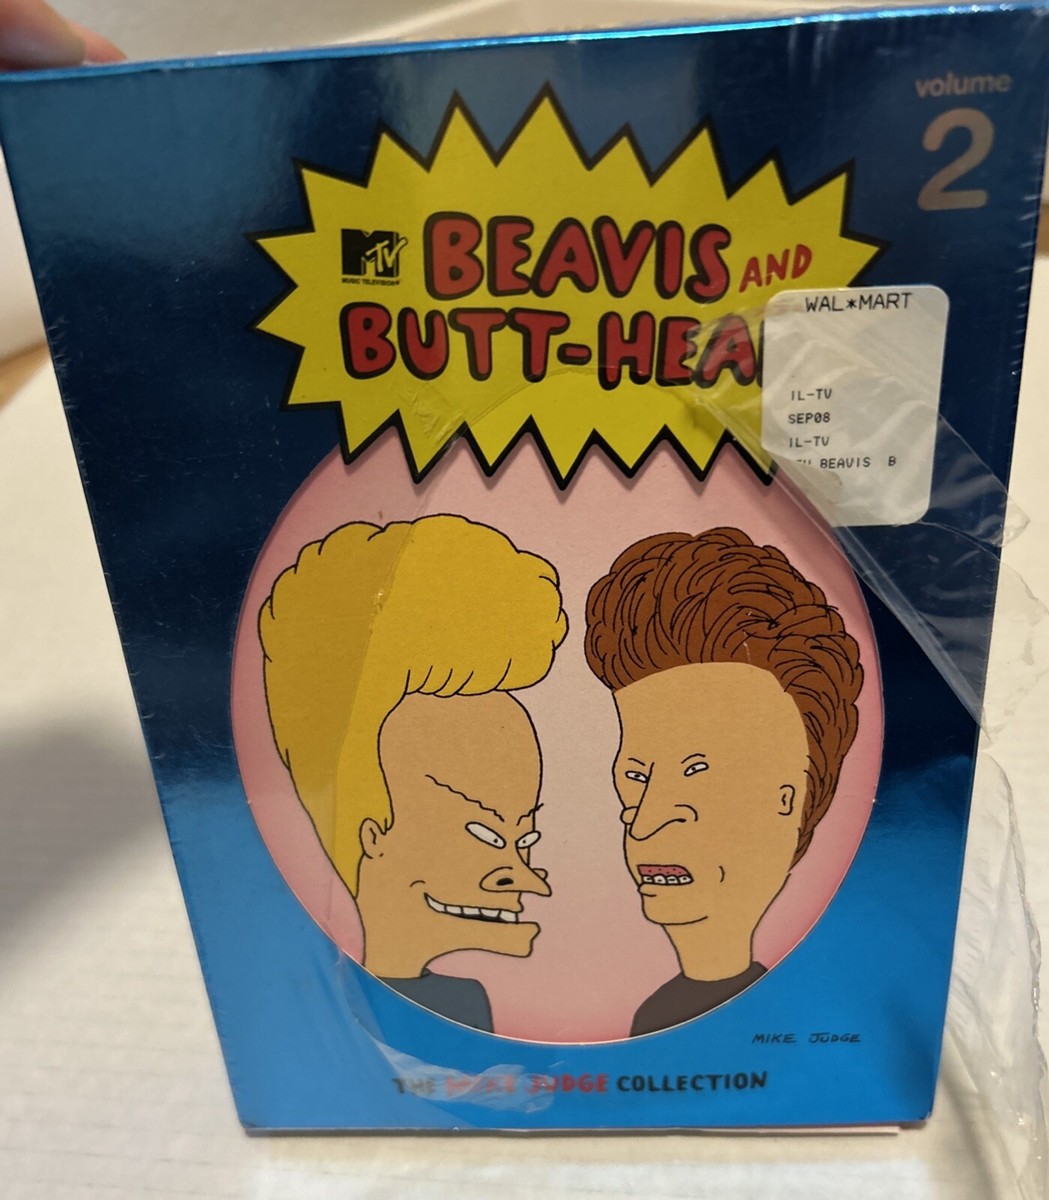 volume
2
MTV
MUSIC TELEVISION®
BEAVIS AND
BUTT-HEA
WAL*MART
IL-TV
SEP08
IL-TV
BEAVIS B
MIKE JUDGE
THE MIKE JUDGE COLLECTION